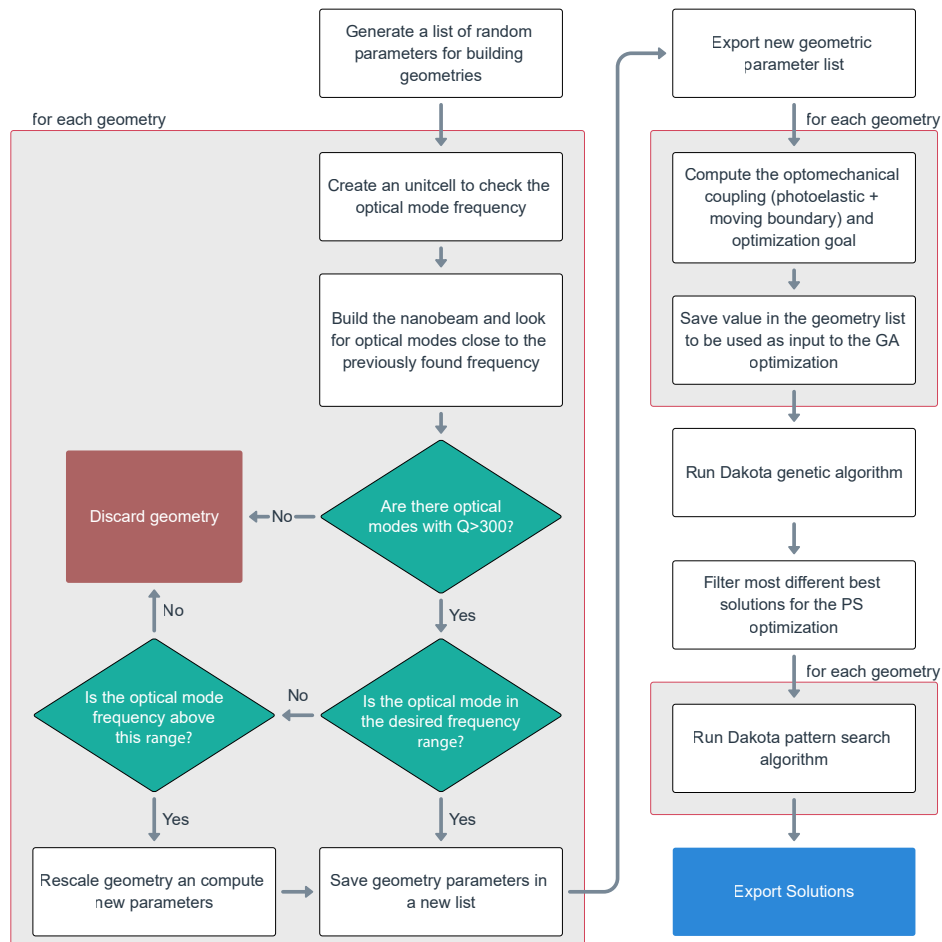 Generate a list of random
parameters for building
geometries
for each geometry
Create an unitcell to check the
optical mode frequency
Build the nanobeam and look
for optical modes close to the
previously found frequency
Are there optical
modes with Q>300?
No
Discard geometry
Yes
No
Is the optical mode in
the desired frequency
range?
No
Is the optical mode
frequency above
this range?
Yes
Yes
Rescale geometry an compute
new parameters
Save geometry parameters in
a new list
Export new geometric
parameter list
for each geometry
Compute the optomechanical
coupling (photoelastic +
moving boundary) and
optimization goal
Save value in the geometry list
to be used as input to the GA
optimization
Run Dakota genetic algorithm
Filter most different best
solutions for the PS
optimization
for each geometry
Run Dakota pattern search
algorithm
Export Solutions